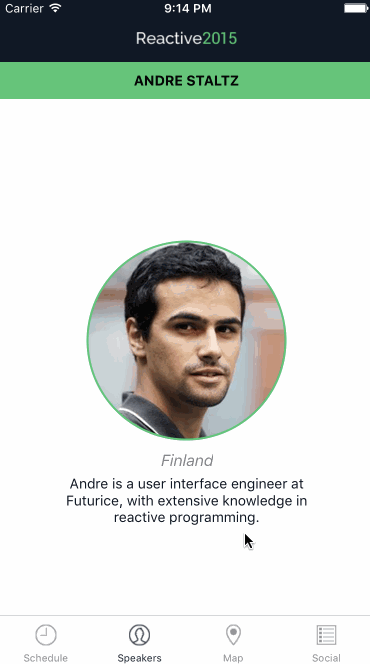 Carrier 9:14 PM
Reactive2015
ANDRE STALTZ
Finland
Andre is a user interface engineer at
Futurice, with extensive knowledge in
reactive programming.
Schedule Speakers Map Social